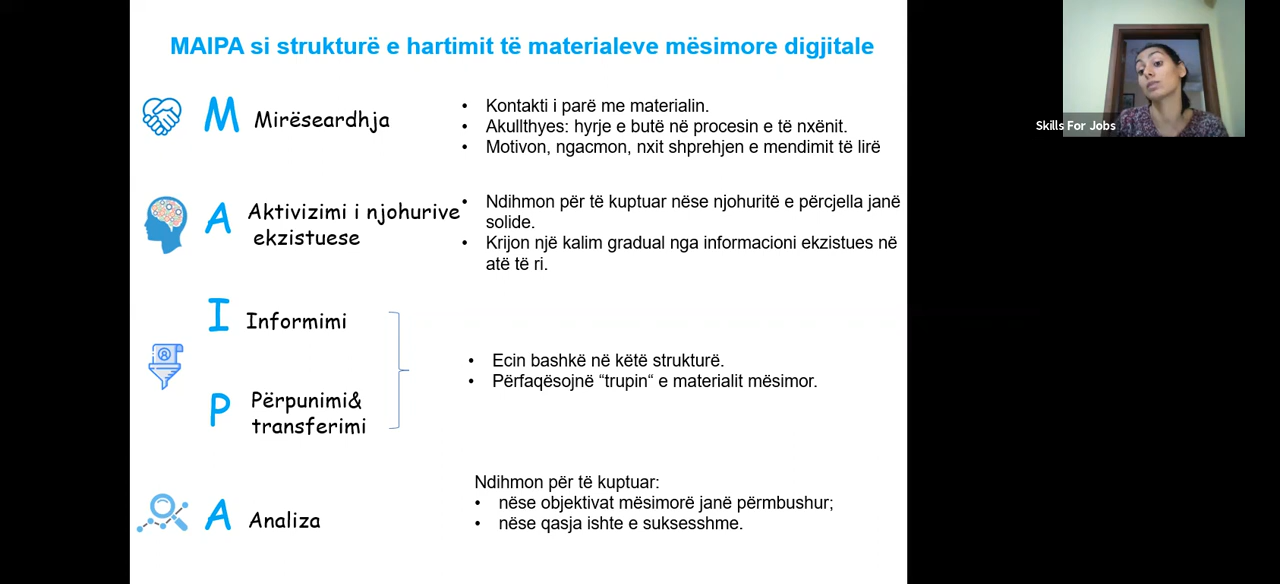 MAIPA si strukturë e hartimit të materialeve mësimore digjitale
M Mirëseardhja
• Kontakti i parë me materialin.
• Akullthyes: hyrje e butë në procesin e të nxënit.
• Motivon, ngacmon, nxit shprehjen e mendimit të lirë
A Aktivizimi i njohurive
ekzistuese
• Ndihmon për të kuptuar nëse njohuritë e përcjella janë
solide.
• Krijon një kalim gradual nga informacioni ekzistues në
atë të ri.
I Informimi
P Përpunimi&
transferimi
• Ecin bashkë në këtë strukturë.
• Përfaqësojnë “trupin“ e materialit mësimor.
A Analiza
Ndihmon për të kuptuar:
• nëse objektivat mësimorë janë përmbushur;
• nëse qasja ishte e suksesshme.
Skills For Jobs